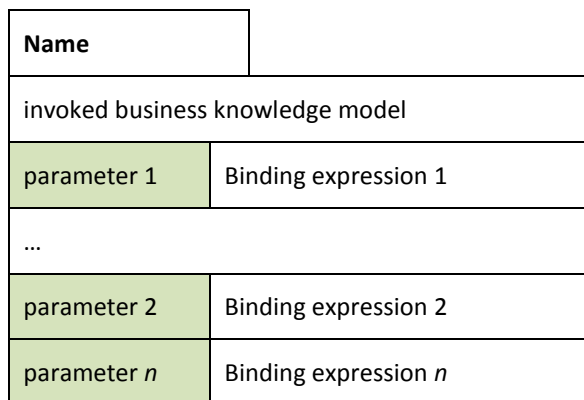 Name
invoked business knowledge model
parameter 1 Binding expression 1
...
parameter 2 Binding expression 2
parameter n Binding expression n